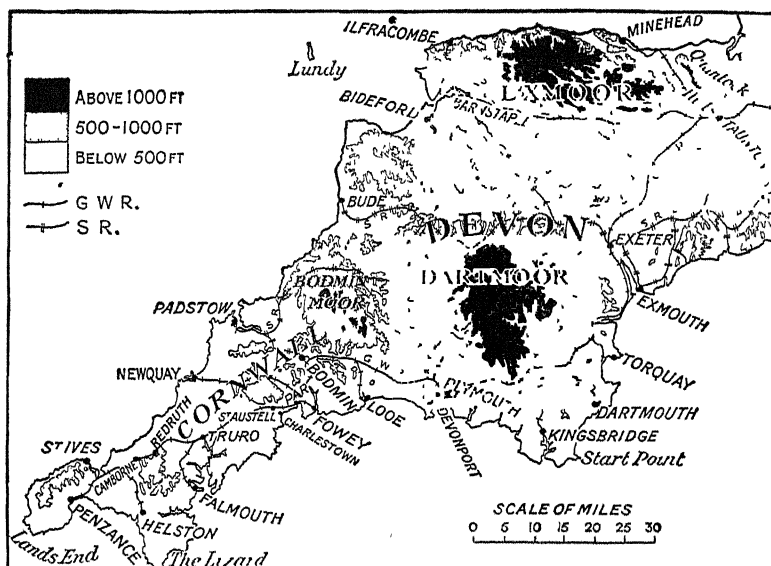 ILFRACOMBE
MINEHEAD
Lundy
ABOVE 1000 FT
500-1000 FT
BELOW 500 FT
G W R.
S R.
EXMOOR
BIDEFORD
BARNSTAPLE
BUDE
S R
DEVON
S R
EXETER
DARTMOOR
BODMIN
MOOR
EXMOUTH
PADSTOW
S R
CORNWALL
G W
TORQUAY
NEWQUAY
BODMIN
PAR
PLYMOUTH
LOOE
DARTMOUTH
DEVONPORT
KINGSBRIDGE
Start Point
REDRUTH
ST AUSTELL
FOWEY
CHARLESTOWN
TRURO
St IVES
CAMBORNE
FALMOUTH
PENZANCE
HELSTON
Lands End
The Lizard
SCALE OF MILES
0 5 10 15 20 25 30